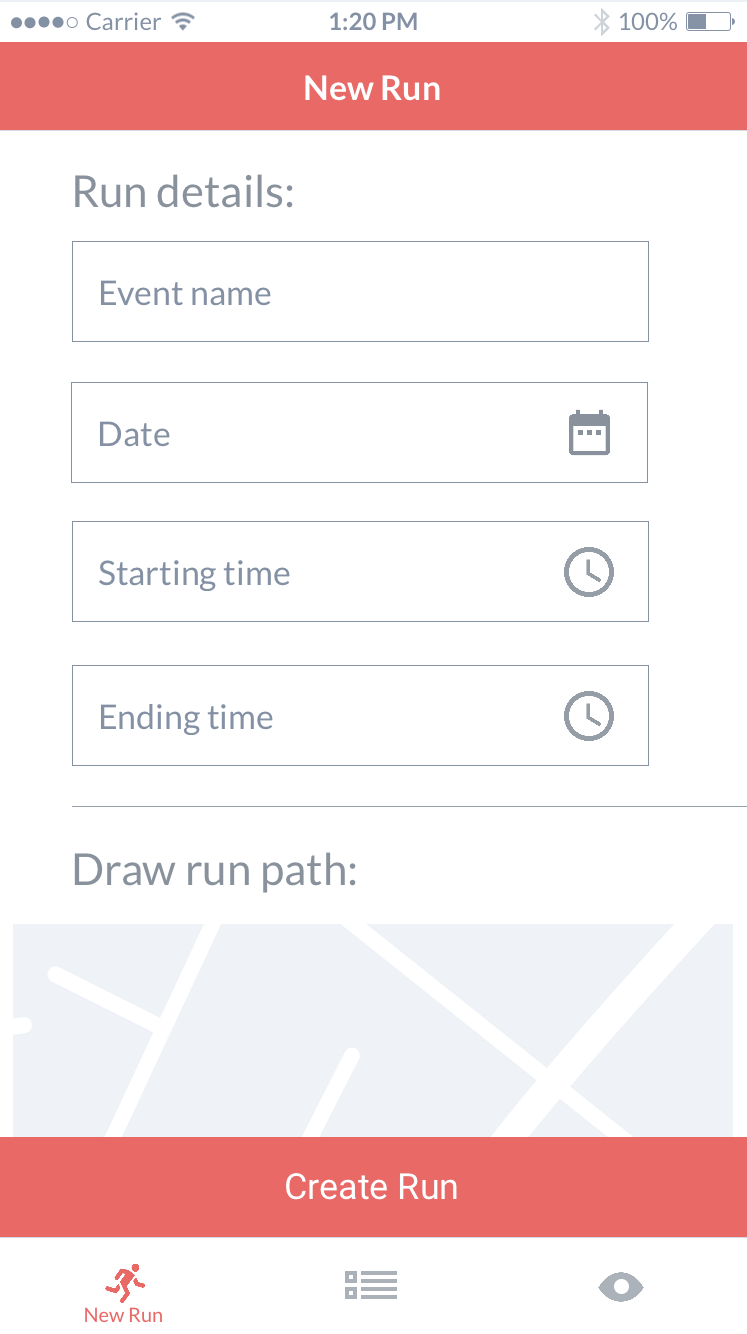 Carrier 1:20 PM 100%
New Run
Run details:
Event name
Date
Starting time
Ending time
Draw run path:
Create Run
New Run